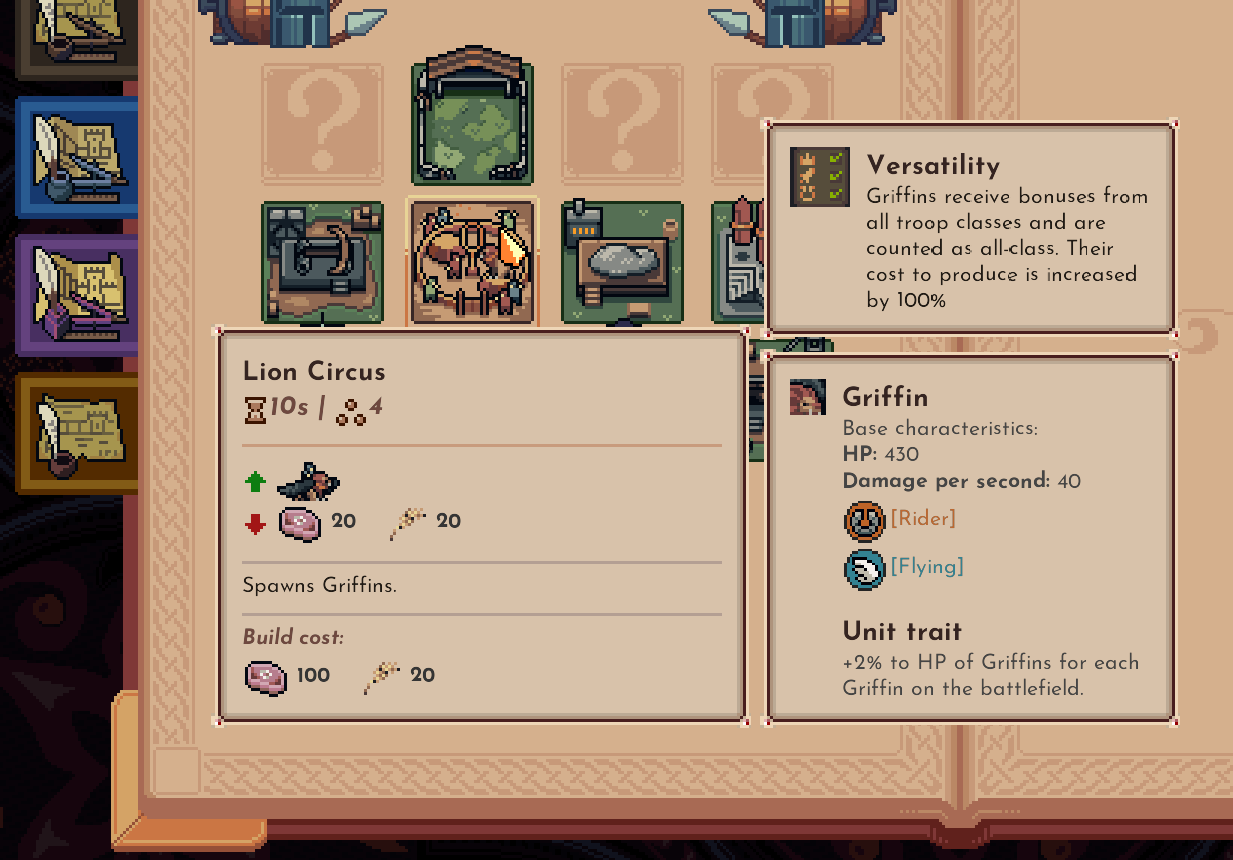 Versatility
Griffins receive bonuses from
all troop classes and are
counted as all-class. Their
cost to produce is increased
by 100%
Lion Circus
10s | 4
20 20
Spawns Griffins.
Build cost:
100 20
Griffin
Base characteristics:
HP: 430
Damage per second: 40
[Rider]
[Flying]
Unit trait
+2% to HP of Griffins for each
Griffin on the battlefield.